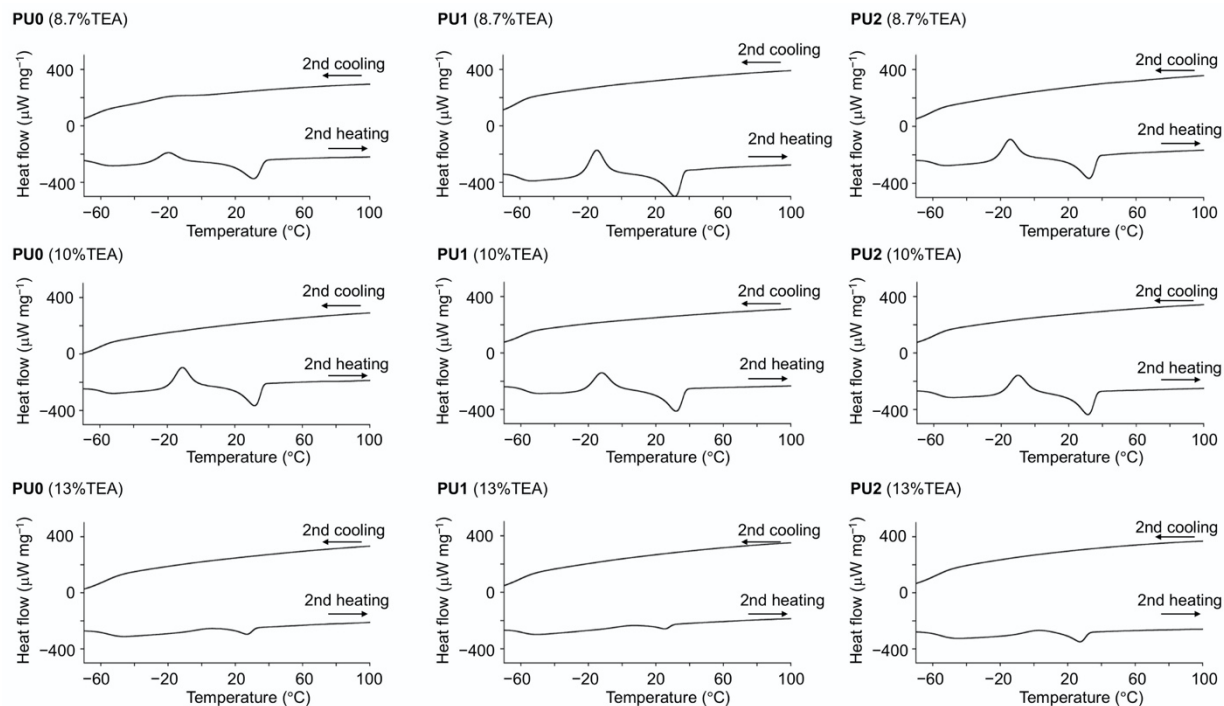 PU0 (8.7%TEA)
400
0
−400
Heat flow (μW mg⁻¹)
2nd cooling
2nd heating
−60 −20 20 60 100
Temperature (°C)
PU1 (8.7%TEA)
400
0
−400
Heat flow (μW mg⁻¹)
2nd cooling
2nd heating
−60 −20 20 60 100
Temperature (°C)
PU2 (8.7%TEA)
400
0
−400
Heat flow (μW mg⁻¹)
2nd cooling
2nd heating
−60 −20 20 60 100
Temperature (°C)
PU0 (10%TEA)
400
0
−400
Heat flow (μW mg⁻¹)
2nd cooling
2nd heating
−60 −20 20 60 100
Temperature (°C)
PU1 (10%TEA)
400
0
−400
Heat flow (μW mg⁻¹)
2nd cooling
2nd heating
−60 −20 20 60 100
Temperature (°C)
PU2 (10%TEA)
400
0
−400
Heat flow (μW mg⁻¹)
2nd cooling
2nd heating
−60 −20 20 60 100
Temperature (°C)
PU0 (13%TEA)
400
0
−400
Heat flow (μW mg⁻¹)
2nd cooling
2nd heating
−60 −20 20 60 100
Temperature (°C)
PU1 (13%TEA)
400
0
−400
Heat flow (μW mg⁻¹)
2nd cooling
2nd heating
−60 −20 20 60 100
Temperature (°C)
PU2 (13%TEA)
400
0
−400
Heat flow (μW mg⁻¹)
2nd cooling
2nd heating
−60 −20 20 60 100
Temperature (°C)